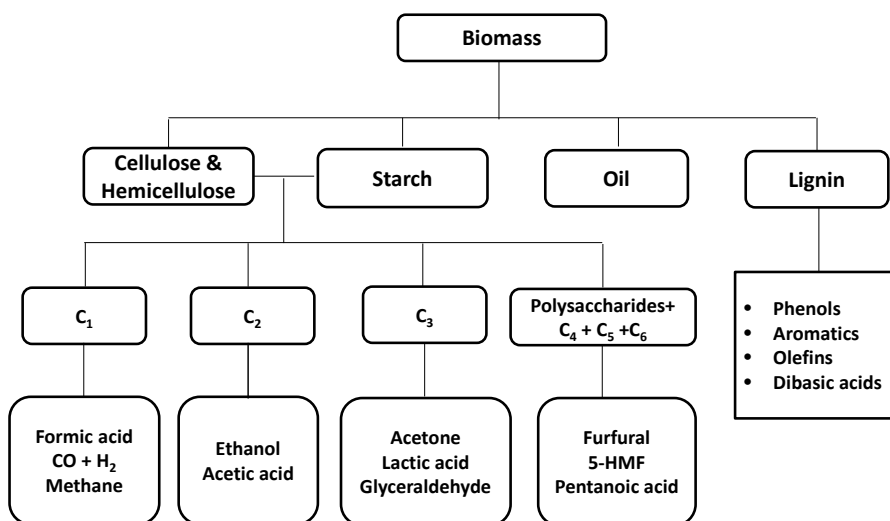 Biomass
Cellulose &
Hemicellulose
Starch
Oil
Lignin
C₁
C₂
C₃
Polysaccharides+
C₄ + C₅ +C₆
• Phenols
• Aromatics
• Olefins
• Dibasic acids
Formic acid
CO + H₂
Methane
Ethanol
Acetic acid
Acetone
Lactic acid
Glyceraldehyde
Furfural
5-HMF
Pentanoic acid